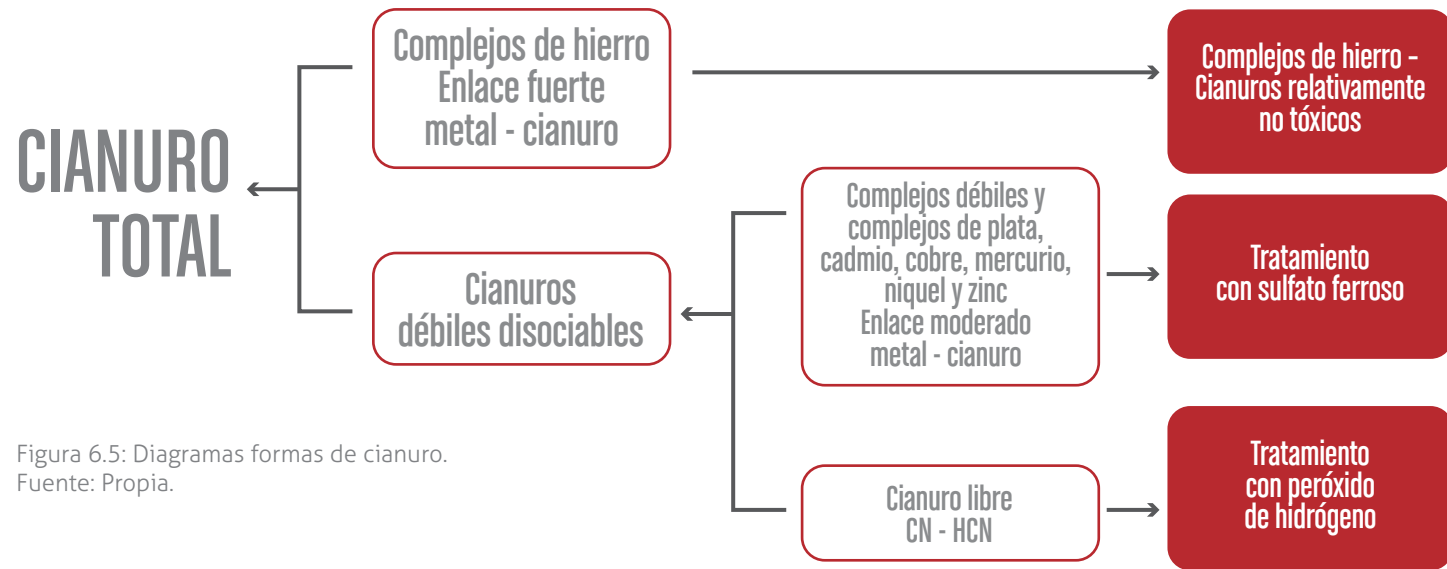 CIANURO
TOTAL
Complejos de hierro
Enlace fuerte
metal - cianuro
Complejos de hierro -
Cianuros relativamente
no tóxicos
Cianuros
débiles disociables
Complejos débiles y
complejos de plata,
cadmio, cobre, mercurio,
niquel y zinc
Enlace moderado
metal - cianuro
Tratamiento
con sulfato ferroso
Cianuro libre
CN - HCN
Tratamiento
con peróxido
de hidrógeno
Figura 6.5: Diagramas formas de cianuro.
Fuente: Propia.